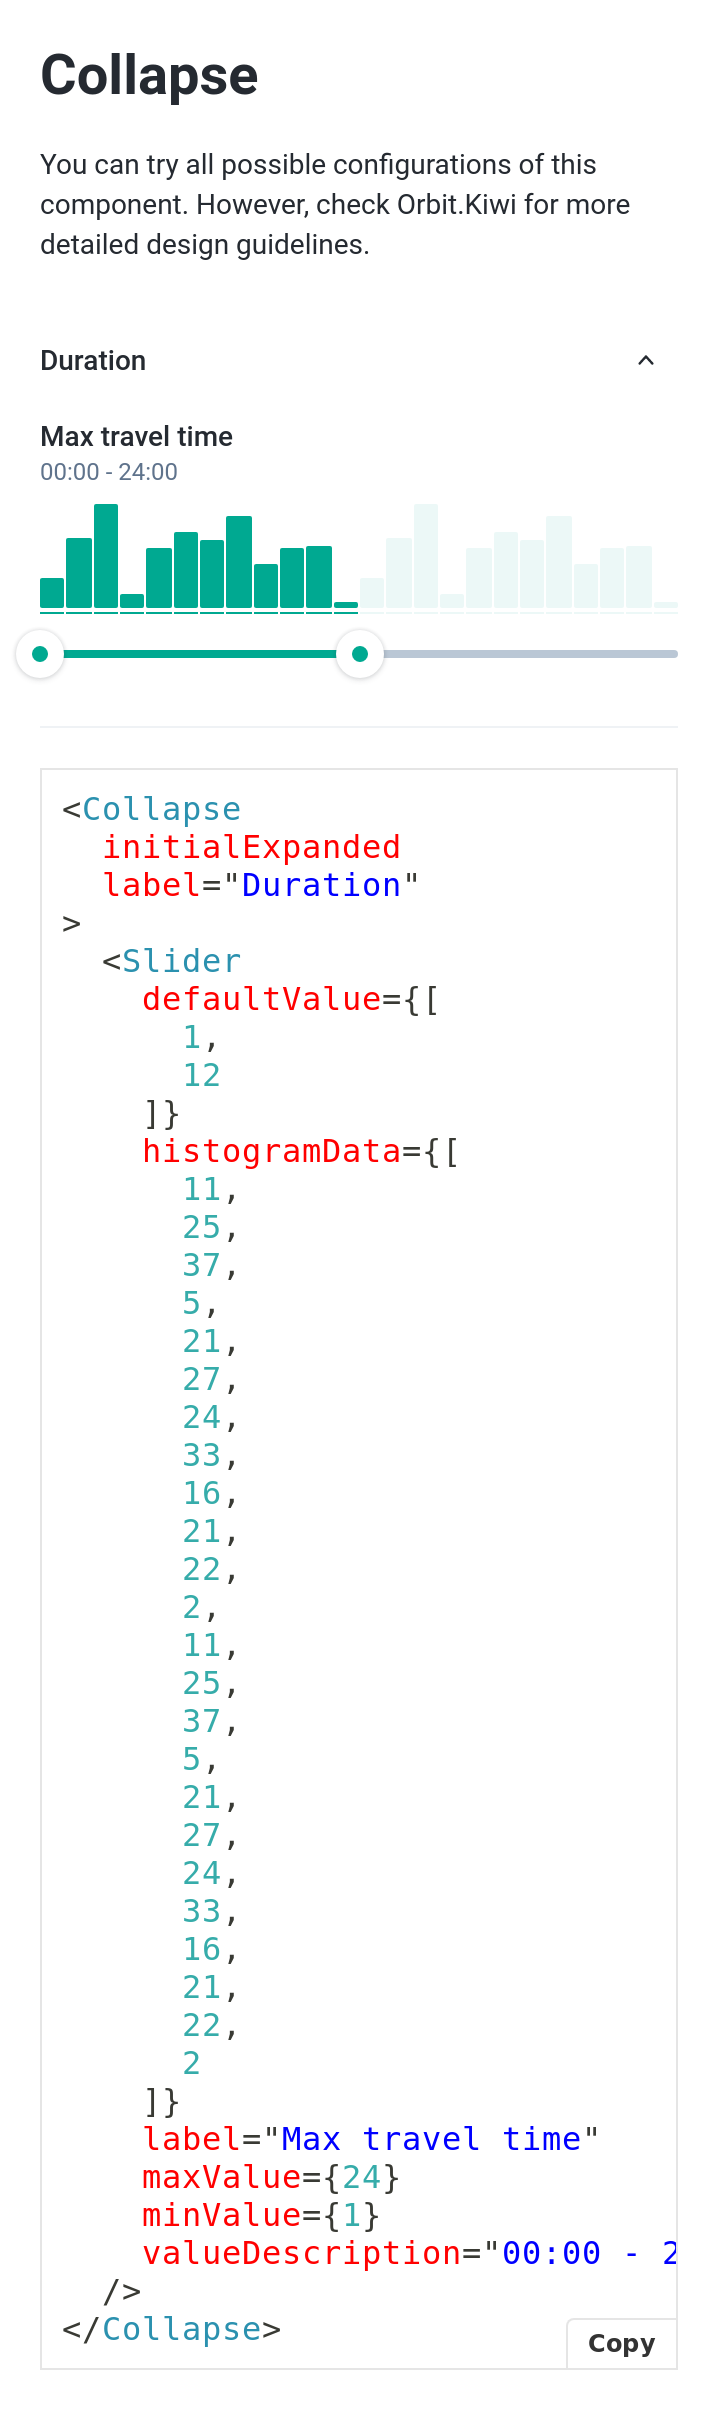 Collapse
You can try all possible configurations of this
component. However, check Orbit.Kiwi for more
detailed design guidelines.
Duration
Max travel time
00:00 - 24:00
<Collapse
  initialExpanded
  label="Duration"
>
  <Slider
    defaultValue={[
      1,
      12
    ]}
    histogramData={[
      11,
      25,
      37,
      5,
      21,
      27,
      24,
      33,
      16,
      21,
      22,
      2,
      11,
      25,
      37,
      5,
      21,
      27,
      24,
      33,
      16,
      21,
      22,
      2
    ]}
    label="Max travel time"
    maxValue={24}
    minValue={1}
    valueDescription="00:00 - 2
  />
</Collapse>
Copy